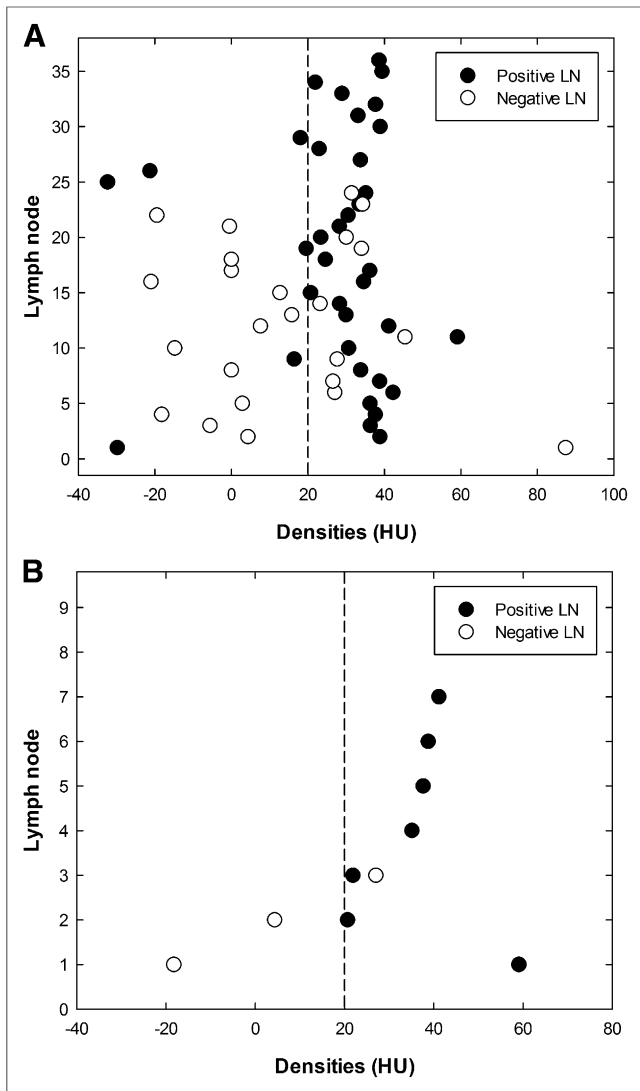 A
Positive LN
Negative LN
35
30
25
20
15
10
5
0
Lymph node
-40 -20 0 20 40 60 80 100
Densities (HU)
B
Positive LN
Negative LN
9
8
7
6
5
4
3
2
1
0
Lymph node
-40 -20 0 20 40 60 80
Densities (HU)